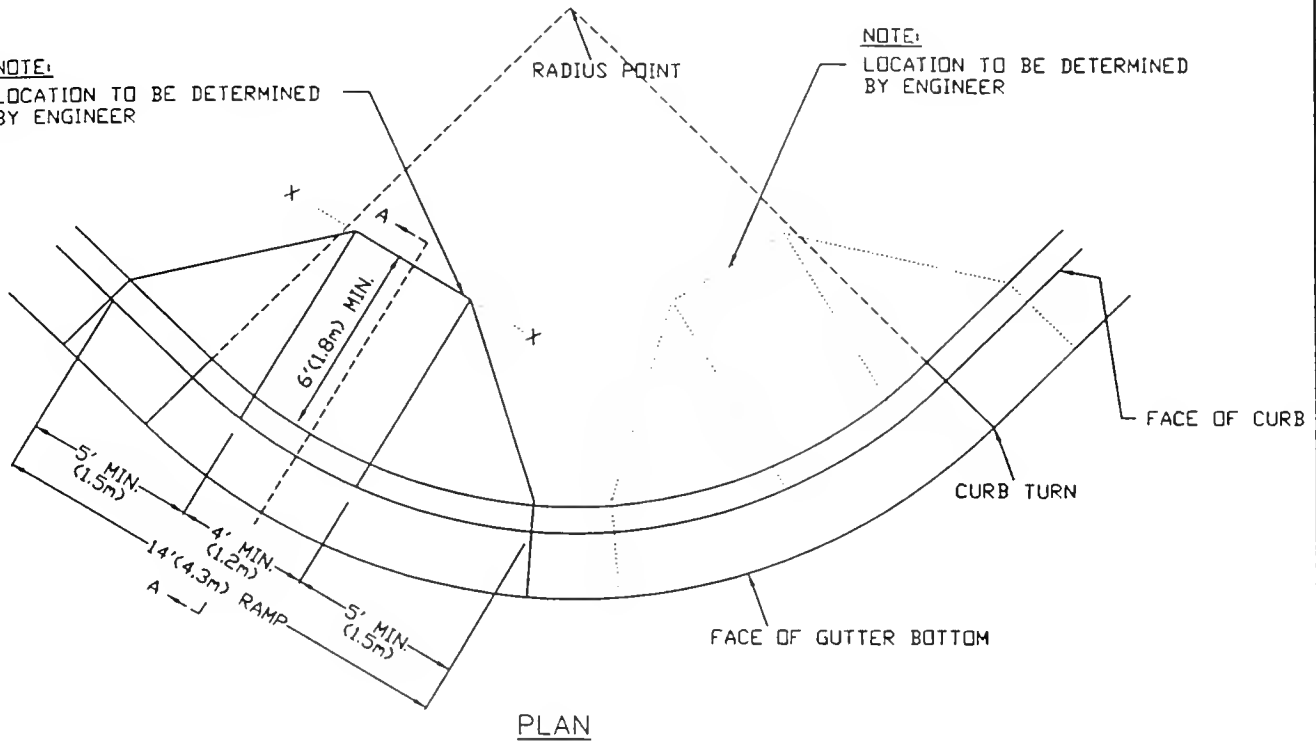 NOTE:
LOCATION TO BE DETERMINED
BY ENGINEER
RADIUS POINT
NOTE:
LOCATION TO BE DETERMINED
BY ENGINEER
X
A
6'(1.8m) MIN.
X
FACE OF CURB
CURB TURN
5' MIN.
(1.5m)
4' MIN.
(1.2m)
14'(4.3m) RAMP
A
5' MIN.
(1.5m)
FACE OF GUTTER BOTTOM
PLAN